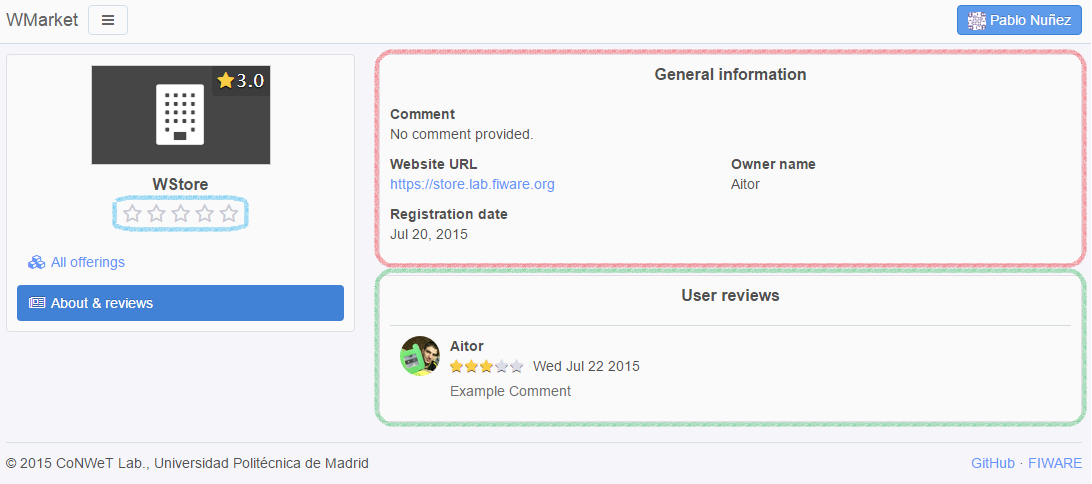 WMarket
Pablo Nuñez
3.0
WStore
All offerings
About & reviews
General information
Comment
No comment provided.
Website URL
https://store.lab.fiware.org
Owner name
Aitor
Registration date
Jul 20, 2015
User reviews
Aitor
Wed Jul 22 2015
Example Comment
© 2015 CoNWeT Lab., Universidad Politécnica de Madrid
GitHub · FIWARE